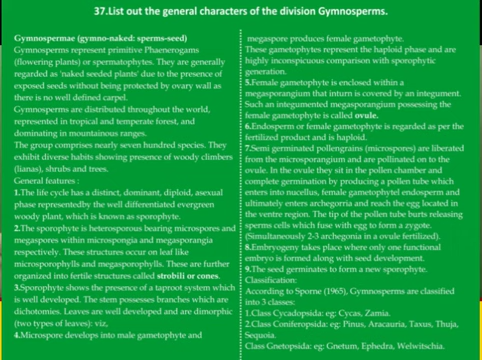 37.List out the general characters of the division Gymnosperms.
Gymnospermae (gymno-naked: sperms-seed)
Gymnosperms represent primitive Phaenerogams
(flowering plants) or spermatophytes. They are generally
regarded as 'naked seeded plants' due to the presence of
exposed seeds without being protected by ovary wall as
there is no well defined carpel.
Gymnosperms are distributed throughout the world,
represented in tropical and temperate forest, and
dominating in mountainous ranges.
The group comprises nearly seven hundred species. They
exhibit diverse habits showing presence of woody climbers
(lianas), shrubs and trees.
General features :
1.The life cycle has a distinct, dominant, diploid, asexual
phase representedby the well differentiated evergreen
woody plant, which is known as sporophyte.
2.The sporophyte is heterosporous bearing microspores and
megaspores within microspongia and megasporangia
respectively. These structures occur on leaf like
microsporophylls and megasporophylls. These are further
organized into fertile structures called strobili or cones.
3.Sporophyte shows the presence of a taproot system which
is well developed. The stem possesses branches which are
dichotomies. Leaves are well developed and are dimorphic
(two types of leaves): viz,
4.Microspore develops into male gametophyte and
megaspore produces female gametophyte.
These gametophytes represent the haploid phase and are
highly inconspicuous comparison with sporophytic
generation.
5.Female gametophyte is enclosed within a
megasporangium that inturn is covered by an integument.
Such an integumented megasporangium possessing the
female gametophyte is called ovule.
6.Endosperm or female gametophyte is regarded as per the
fertilized product and is haploid.
7.Semi germinated pollengrains (microspores) are liberated
from the microsporangium and are pollinated on to the
ovule. In the ovule they sit in the pollen chamber and
complete germination by producing a pollen tube which
enters into nucellus, female gametophytel endosperm and
ultimately enters archegorria and reach the egg located in
the ventre region. The tip of the pollen tube burts releasing
sperms cells which fuse with egg to form a zygote.
(Simultaneously 2-3 archegonia in a ovule fertilized).
8.Embryogeny takes place where only one functional
embryo is formed along with seed development.
9.The seed germinates to form a new sporophyte.
Classification:
According to Sporne (1965), Gymnosperms are classified
into 3 classes:
1.Class Cycadopsida: eg: Cycas, Zamia.
2.Class Coniferopsida: eg: Pinus, Aracauria, Taxus, Thuja,
Sequoia.
Class Gnetopsida: eg: Gnetum, Ephedra, Welwitschia.